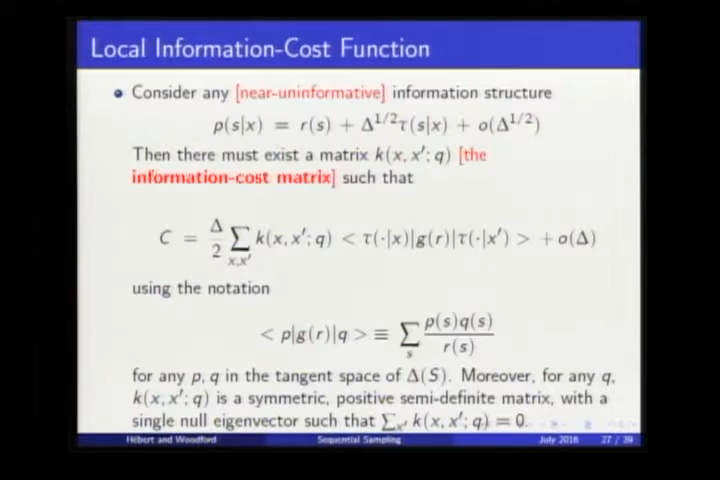 Local Information-Cost Function
Consider any [near-uninformative] information structure
p(s|x) = r(s) + Δ^{1/2}τ(s|x) + o(Δ^{1/2})
Then there must exist a matrix k(x, x′; q) [the
information-cost matrix] such that
C = Δ/2 ∑_{x,x′} k(x, x′; q) < τ(·|x)|g(r)|τ(·|x′) > + o(Δ)
using the notation
< p|g(r)|q > ≡ ∑_s p(s)q(s)/r(s)
for any p, q in the tangent space of Δ(S). Moreover, for any q,
k(x, x′; q) is a symmetric, positive semi-definite matrix, with a
single null eigenvector such that ∑_{x′} k(x, x′; q) = 0.
Hébert and Woodford Sequential Sampling July 2016 27 / 39